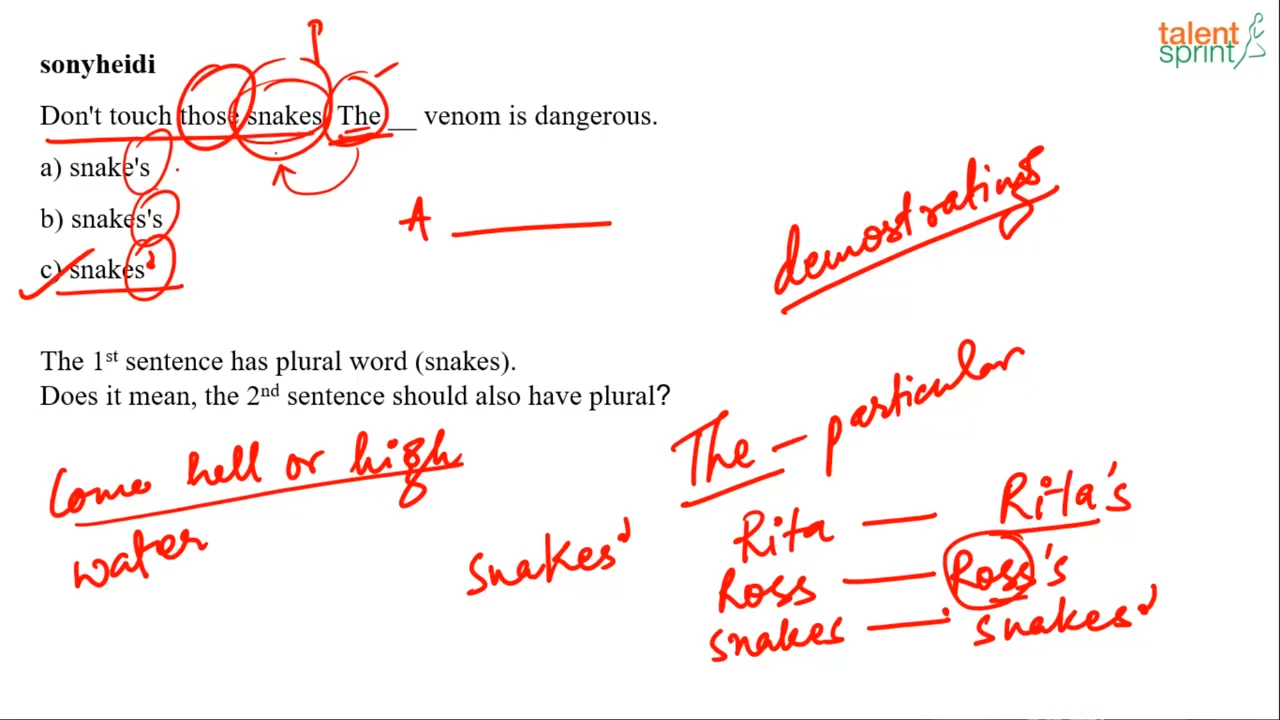 talent
sprint
sonyheidi
Don't touch those snakes. The __ venom is dangerous.
a) snake's
b) snakes's
c) snakes'
A
demostratings
The 1st sentence has plural word (snakes).
Does it mean, the 2nd sentence should also have plural?
Come hell or high
water
snakes'
The – particular
Rita — Rita's
Ross — Ross's
snakes — snakes'